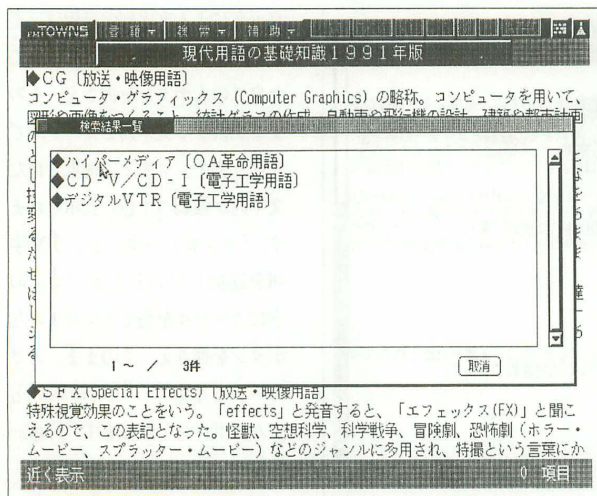 TOWNS 言語 検索 補助
現代用語の基礎知識1991年版
◆CG〔放送・映像用語〕
コンピュータ・グラフィックス (Computer Graphics) の略称。コンピュータを用いて、
検索結果一覧
◆ハイパーメディア〔OA革命用語〕
◆CD-V/CD-I〔電子工学用語〕
◆デジタルVTR〔電子工学用語〕
1~ / 3件
取消
◆SFX(Special Effects)〔放送・映像用語〕
特殊視覚効果のことをいう。「effects」と発音すると、「エフェックス(FX)」と聞こ
えるので、この表記となった。怪獣、空想科学、科学戦争、冒険劇、恐怖劇(ホラー・
ムービー、スプラッター・ムービー)などのジャンルに多用され、特撮という言葉にか
近く表示 0 項目